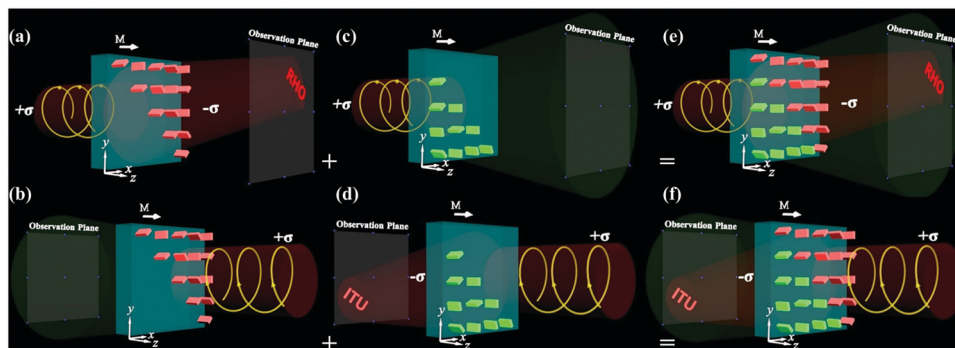 (a)
M
Observation Plane
RHO
+σ
-σ
y
x
z
+
(c)
M
Observation Plane
+σ
y
x
z
=
(e)
M
Observation Plane
RHO
+σ
-σ
y
x
z
(b)
M
Observation Plane
+σ
y
x
z
+
(d)
M
Observation Plane
+σ
-σ
ITU
y
x
z
=
(f)
M
Observation Plane
+σ
-σ
ITU
y
x
z